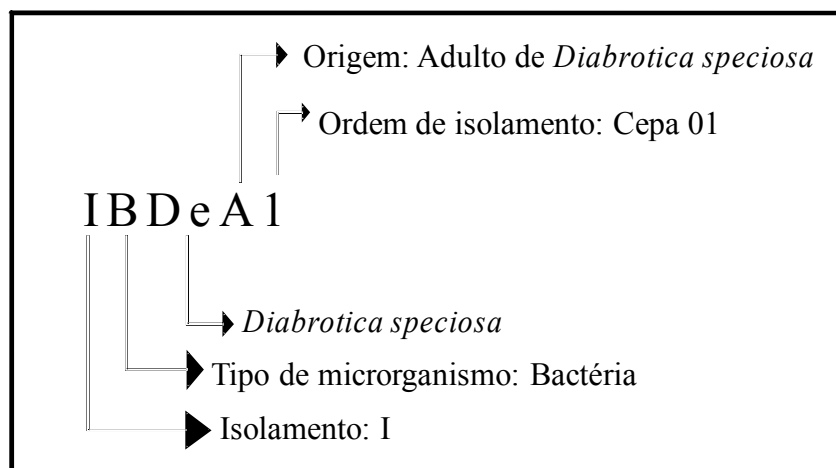 Origem: Adulto de Diabrotica speciosa
Ordem de isolamento: Cepa 01
I B D e A 1
Diabrotica speciosa
Tipo de microrganismo: Bactéria
Isolamento: I